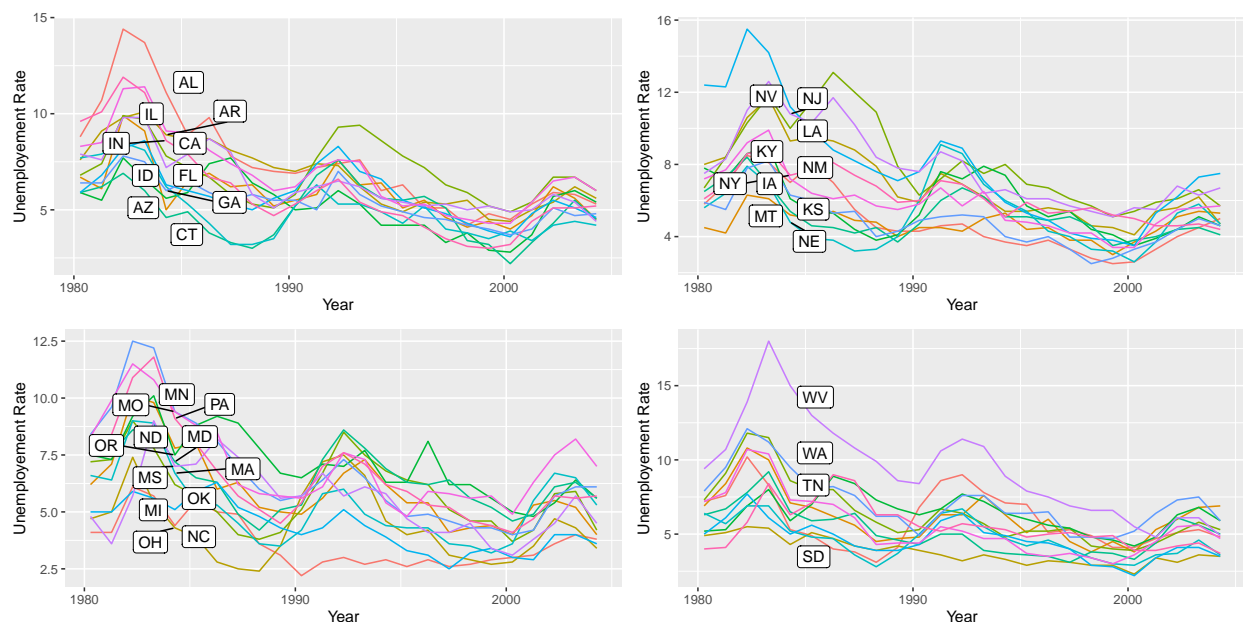 15
10
5
Unemployement Rate
AL
AR
IL
IN
CA
ID
FL
GA
AZ
CT
1980
1990
2000
Year
16
12
8
4
Unemployement Rate
NV
NJ
LA
KY
NM
NY
IA
KS
MT
NE
1980
1990
2000
Year
12.5
10.0
7.5
5.0
2.5
Unemployement Rate
MN
MO
PA
ND
MD
OR
MS
MA
OK
MI
NC
OH
1980
1990
2000
Year
15
10
5
Unemployement Rate
WV
WA
TN
SD
1980
1990
2000
Year